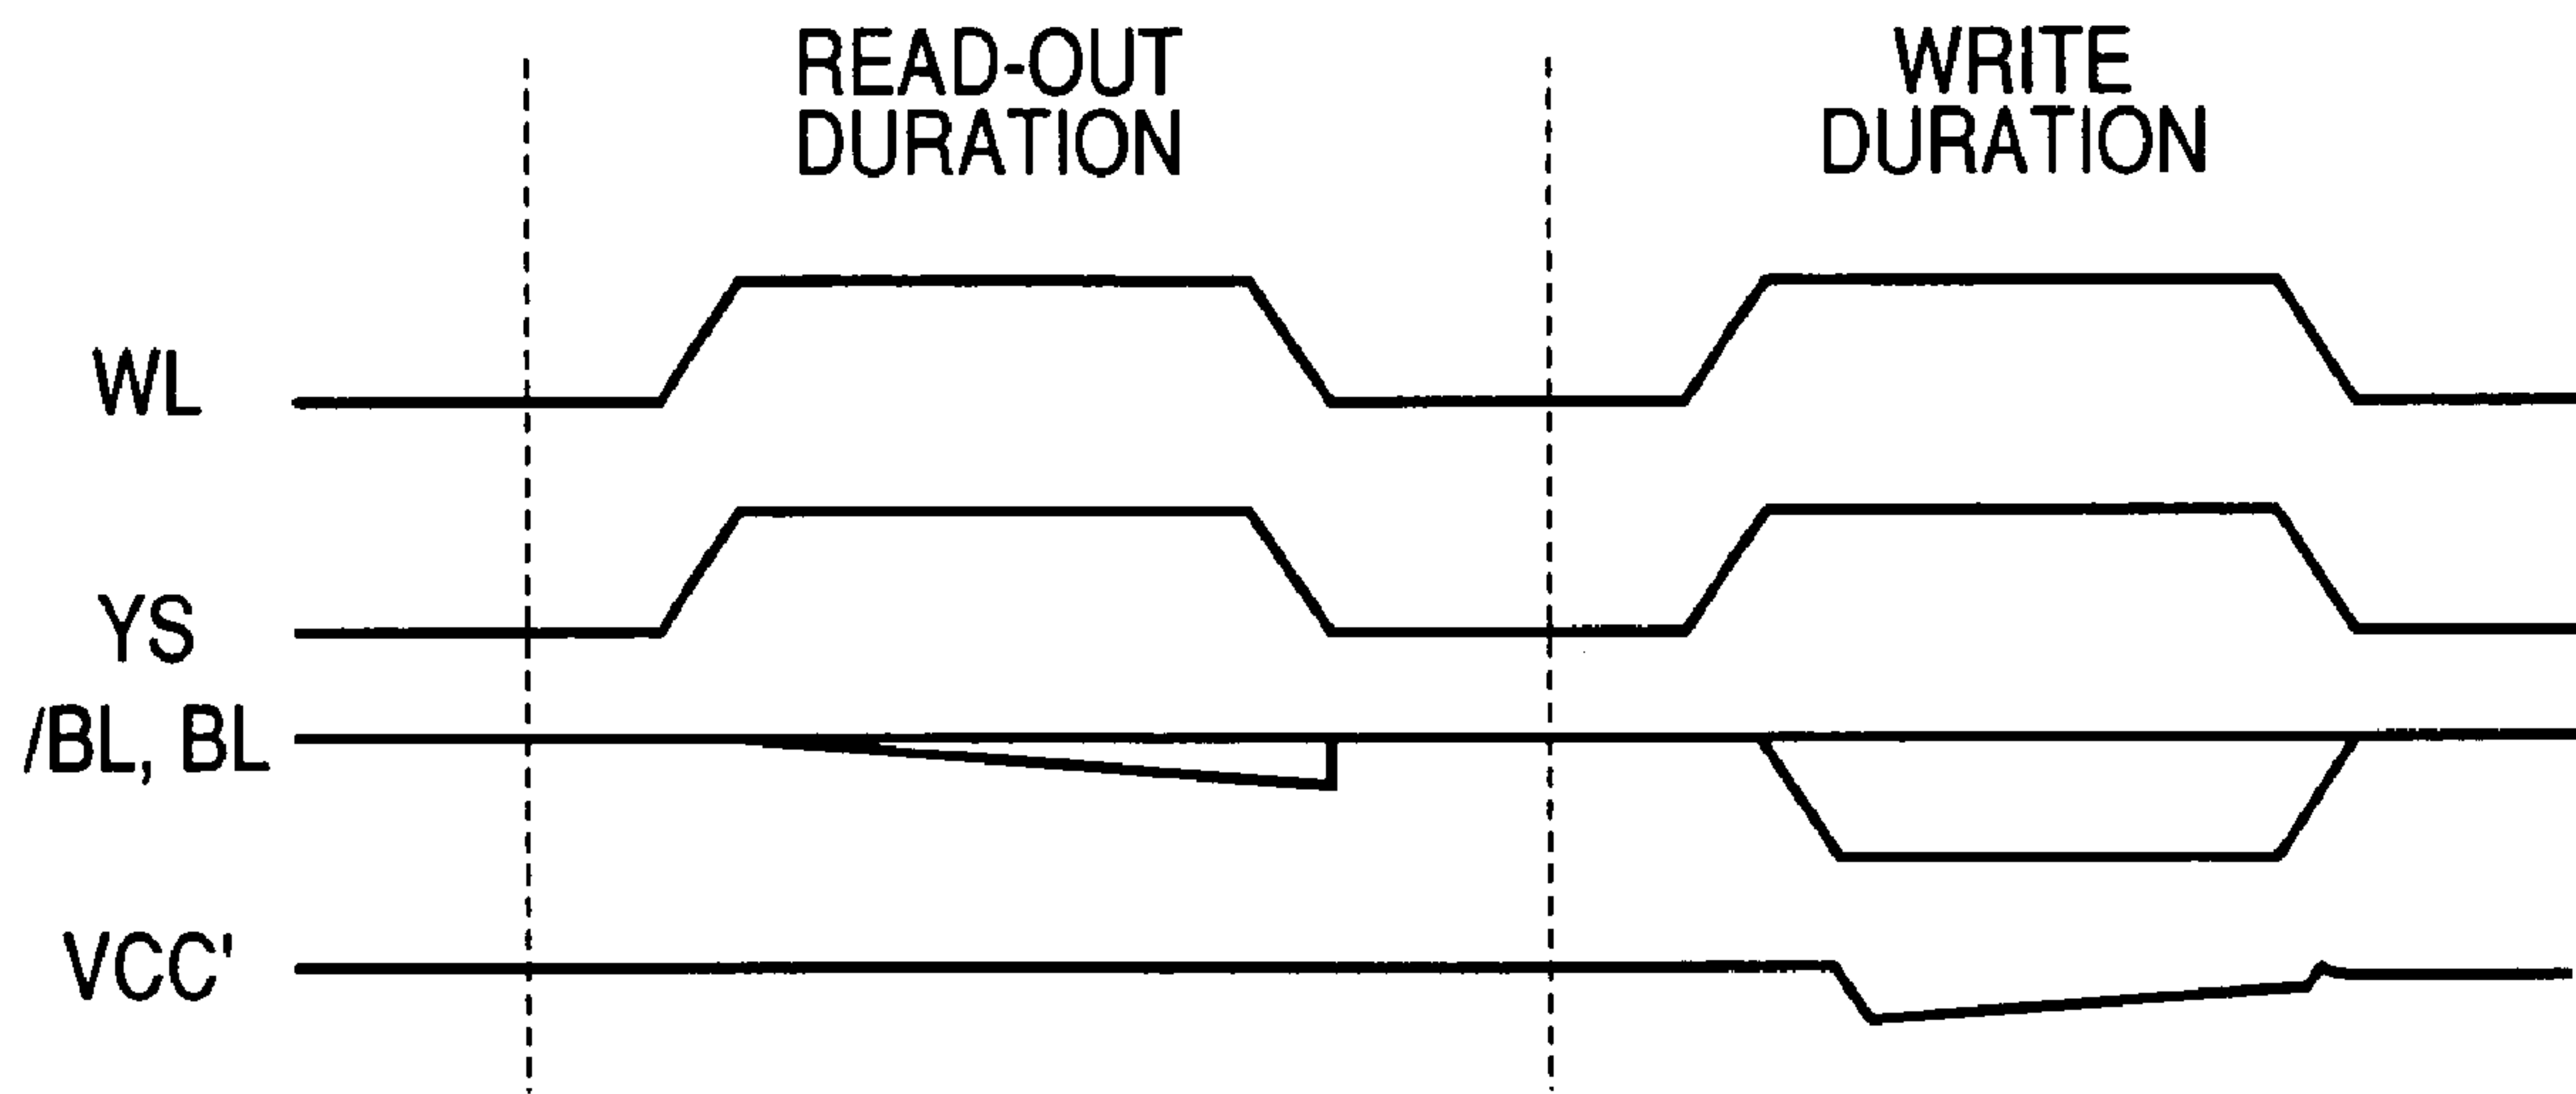 READ-OUT
DURATION
WRITE
DURATION
WL
YS
/BL, BL
VCC'